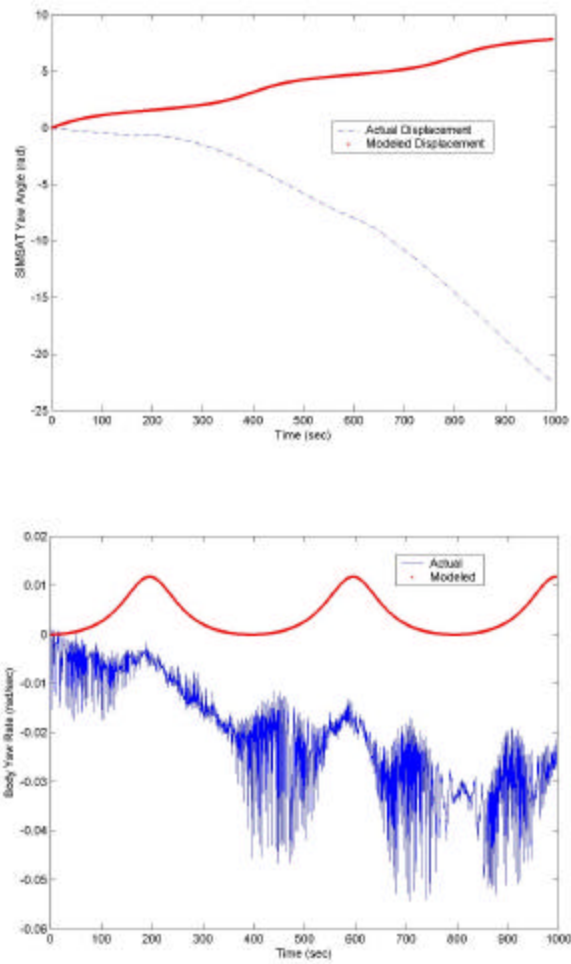 10
5
0
-5
-10
-15
-20
-25
SIMSAT Yaw Angle (rad)
Actual Displacement
Modeled Displacement
0 100 200 300 400 500 600 700 800 900 1000
Time (sec)
0.02
0.01
0
-0.01
-0.02
-0.03
-0.04
-0.05
-0.06
Body Yaw Rate (rad/sec)
Actual
Modeled
0 100 200 300 400 500 600 700 800 900 1000
Time (sec)